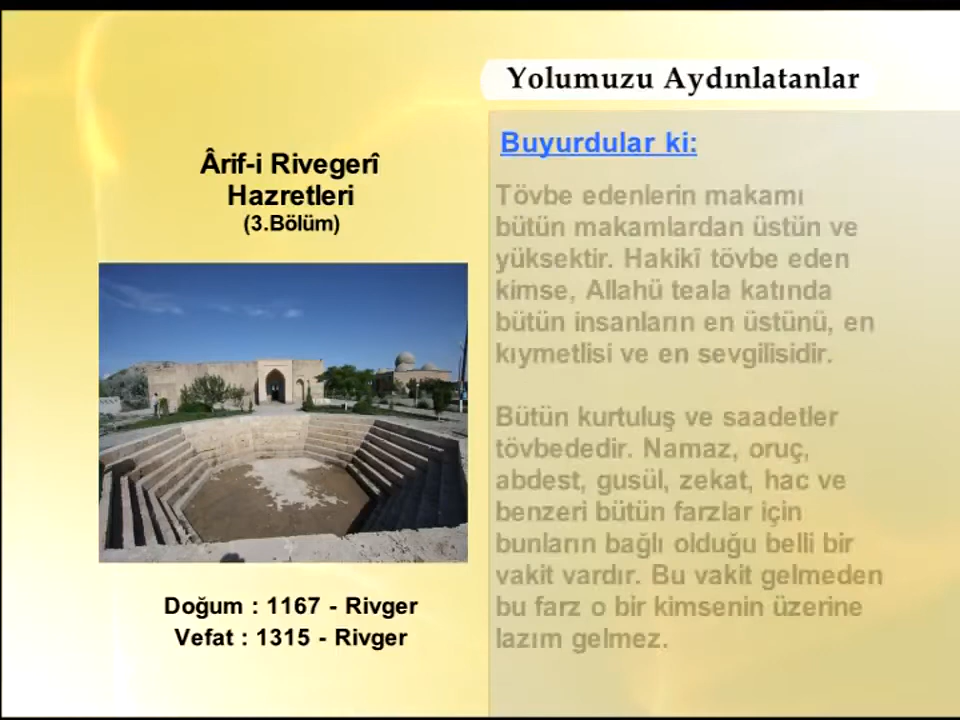 Yolumuzu Aydınlatanlar
Ârif-i Rivegerî
Hazretleri
(3.Bölüm)
Doğum : 1167 - Rivger
Vefat : 1315 - Rivger
Buyurdular ki:
Tövbe edenlerin makamı
bütün makamlardan üstün ve
yüksektir. Hakikî tövbe eden
kimse, Allahü teala katında
bütün insanların en üstünü, en
kıymetlisi ve en sevgilisidir.
Bütün kurtuluş ve saadetler
tövbededir. Namaz, oruç,
abdest, gusül, zekat, hac ve
benzeri bütün farzlar için
bunların bağlı olduğu belli bir
vakit vardır. Bu vakit gelmeden
bu farz o bir kimsenin üzerine
lazım gelmez.